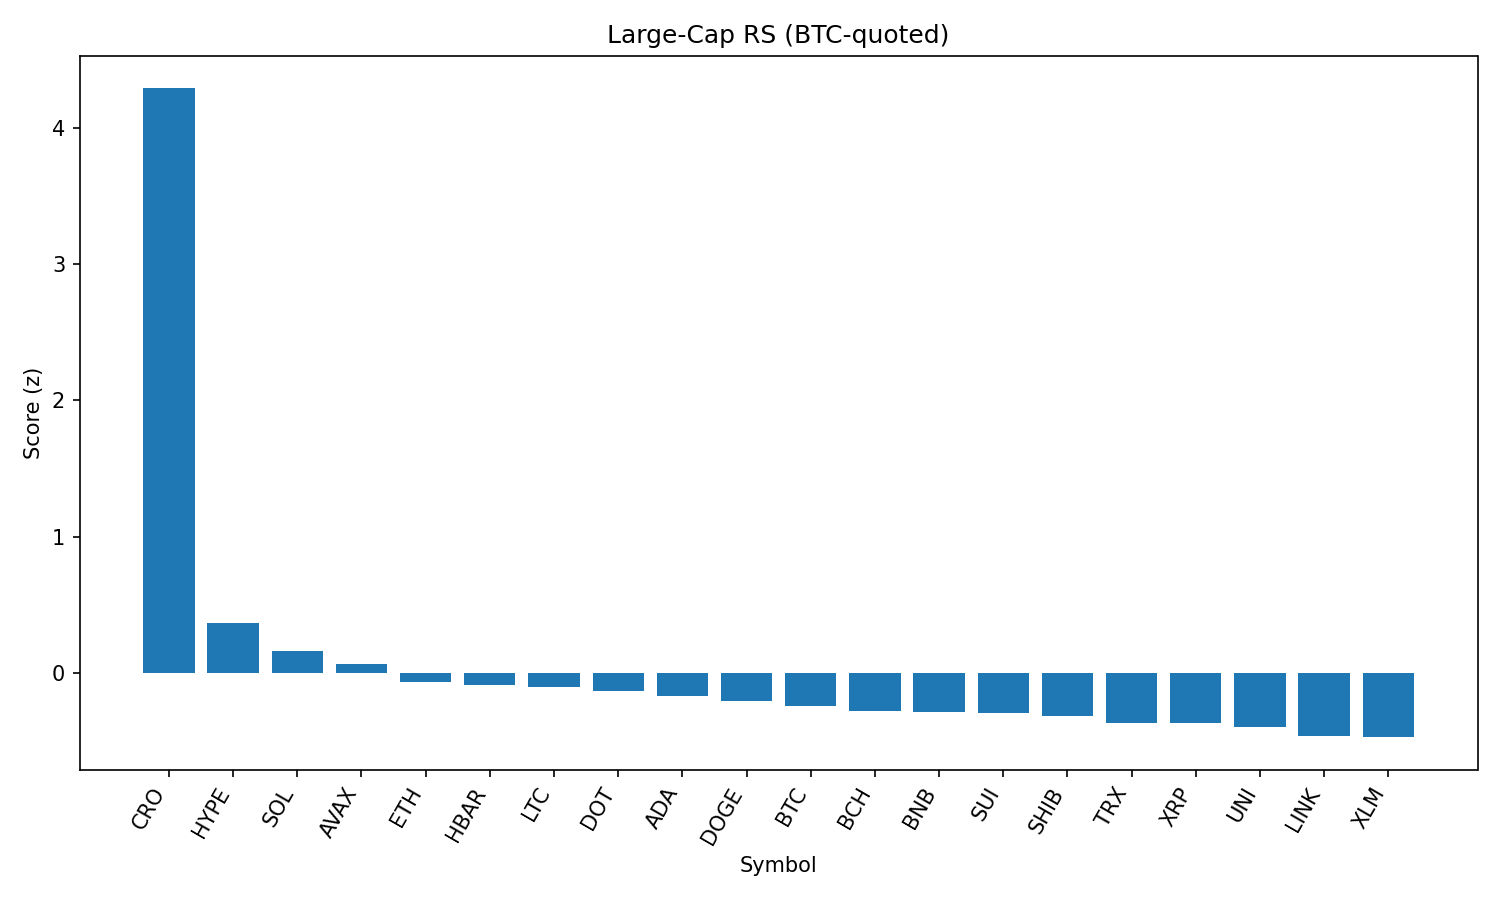 Large-Cap RS (BTC-quoted)
Score (z)
4
3
2
1
0
CRO
HYPE
SOL
AVAX
ETH
HBAR
LTC
DOT
ADA
DOGE
BTC
BCH
BNB
SUI
SHIB
TRX
XRP
UNI
LINK
XLM
Symbol